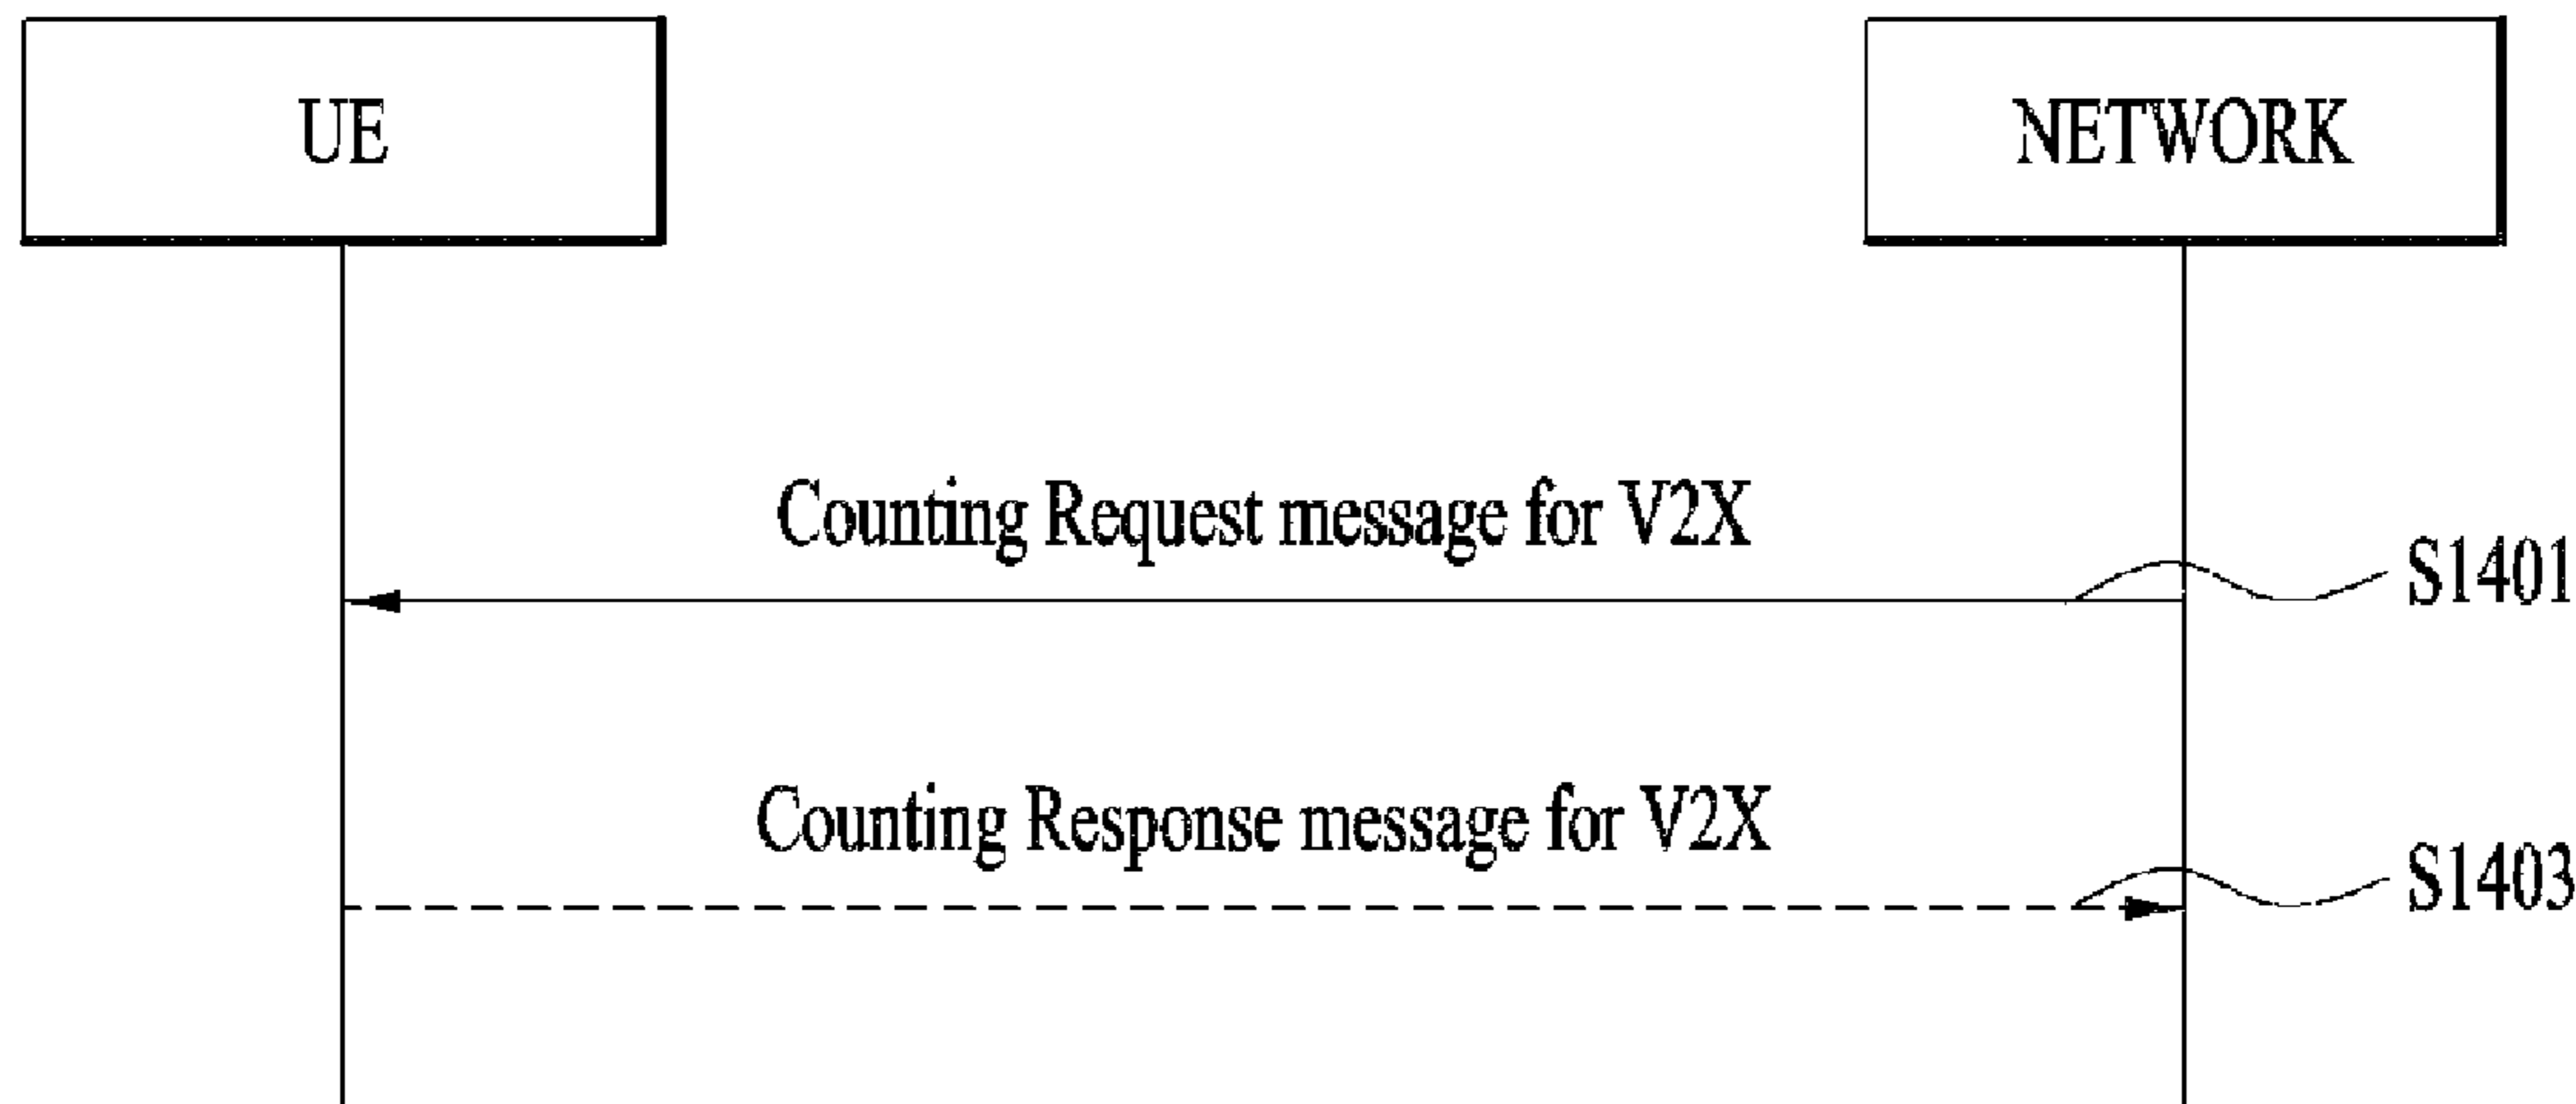 UE
NETWORK
Counting Request message for V2X
S1401
Counting Response message for V2X
S1403